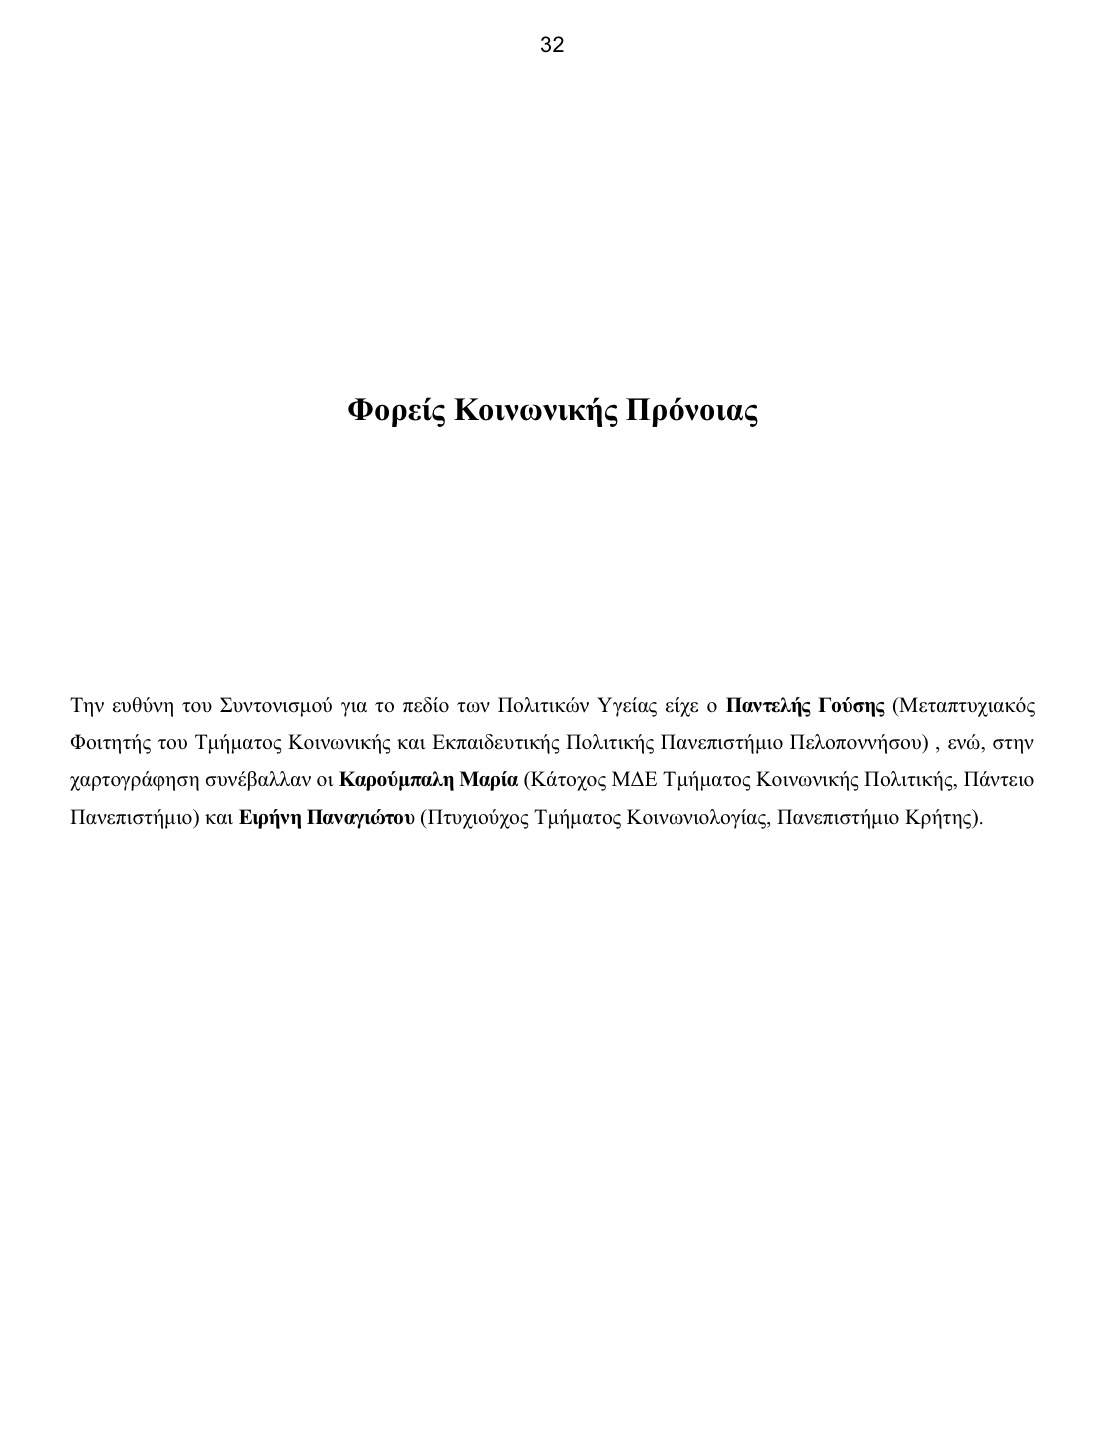 32
Φορείς Κοινωνικής Πρόνοιας
Την ευθύνη του Συντονισμού για το πεδίο των Πολιτικών Υγείας είχε ο Παντελής Γούσης (Μεταπτυχιακός
Φοιτητής του Τμήματος Κοινωνικής και Εκπαιδευτικής Πολιτικής Πανεπιστήμιο Πελοποννήσου) , ενώ, στην
χαρτογράφηση συνέβαλλαν οι Καρούμπαλη Μαρία (Κάτοχος ΜΔΕ Τμήματος Κοινωνικής Πολιτικής, Πάντειο
Πανεπιστήμιο) και Ειρήνη Παναγιώτου (Πτυχιούχος Τμήματος Κοινωνιολογίας, Πανεπιστήμιο Κρήτης).